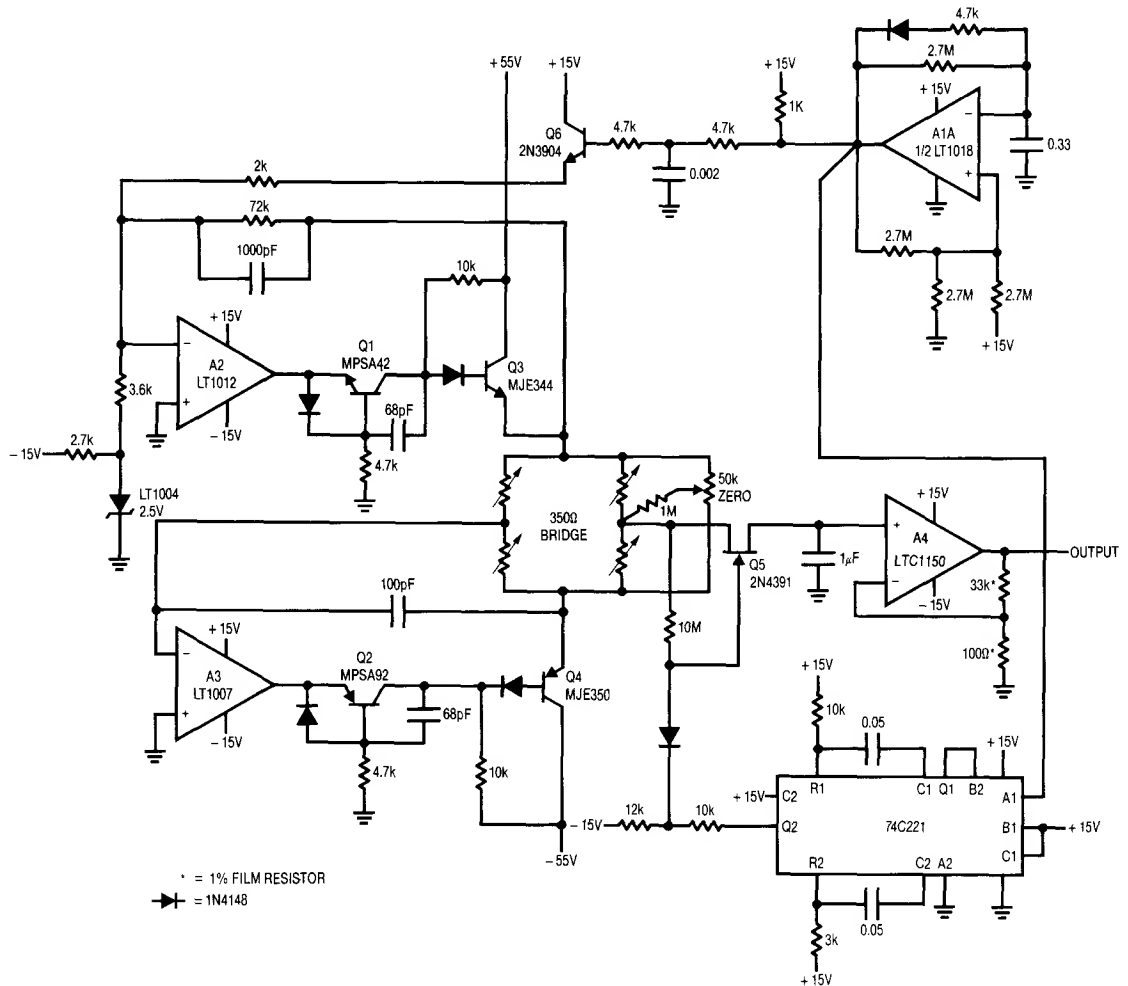 4.7k
2.7M
+55V
+15V
+15V
1K
+15V
A1A
1/2 LT1018
−
+
0.33
Q6
2N3904
4.7k
4.7k
0.002
2k
72k
1000pF
2.7M
2.7M
2.7M
+15V
10k
+15V
−
A2
LT1012
+
−15V
Q1
MPSA42
68pF
4.7k
Q3
MJE344
3.6k
−15V
2.7k
LT1004
2.5V
350Ω
BRIDGE
1M
50k
ZERO
Q5
2N4391
1µF
+15V
+
A4
LTC1150
−
−15V
OUTPUT
33k*
100Ω*
100pF
10M
+15V
−
A3
LT1007
+
−15V
Q2
MPSA92
68pF
4.7k
10k
Q4
MJE350
−55V
−15V
12k
10k
+15V
10k
0.05
+15V
R1
C1
Q1
B2
+15V
C2
Q2
74C221
A1
B1
C1
+15V
R2
C2
A2
0.05
3k
+15V
* = 1% FILM RESISTOR
= 1N4148